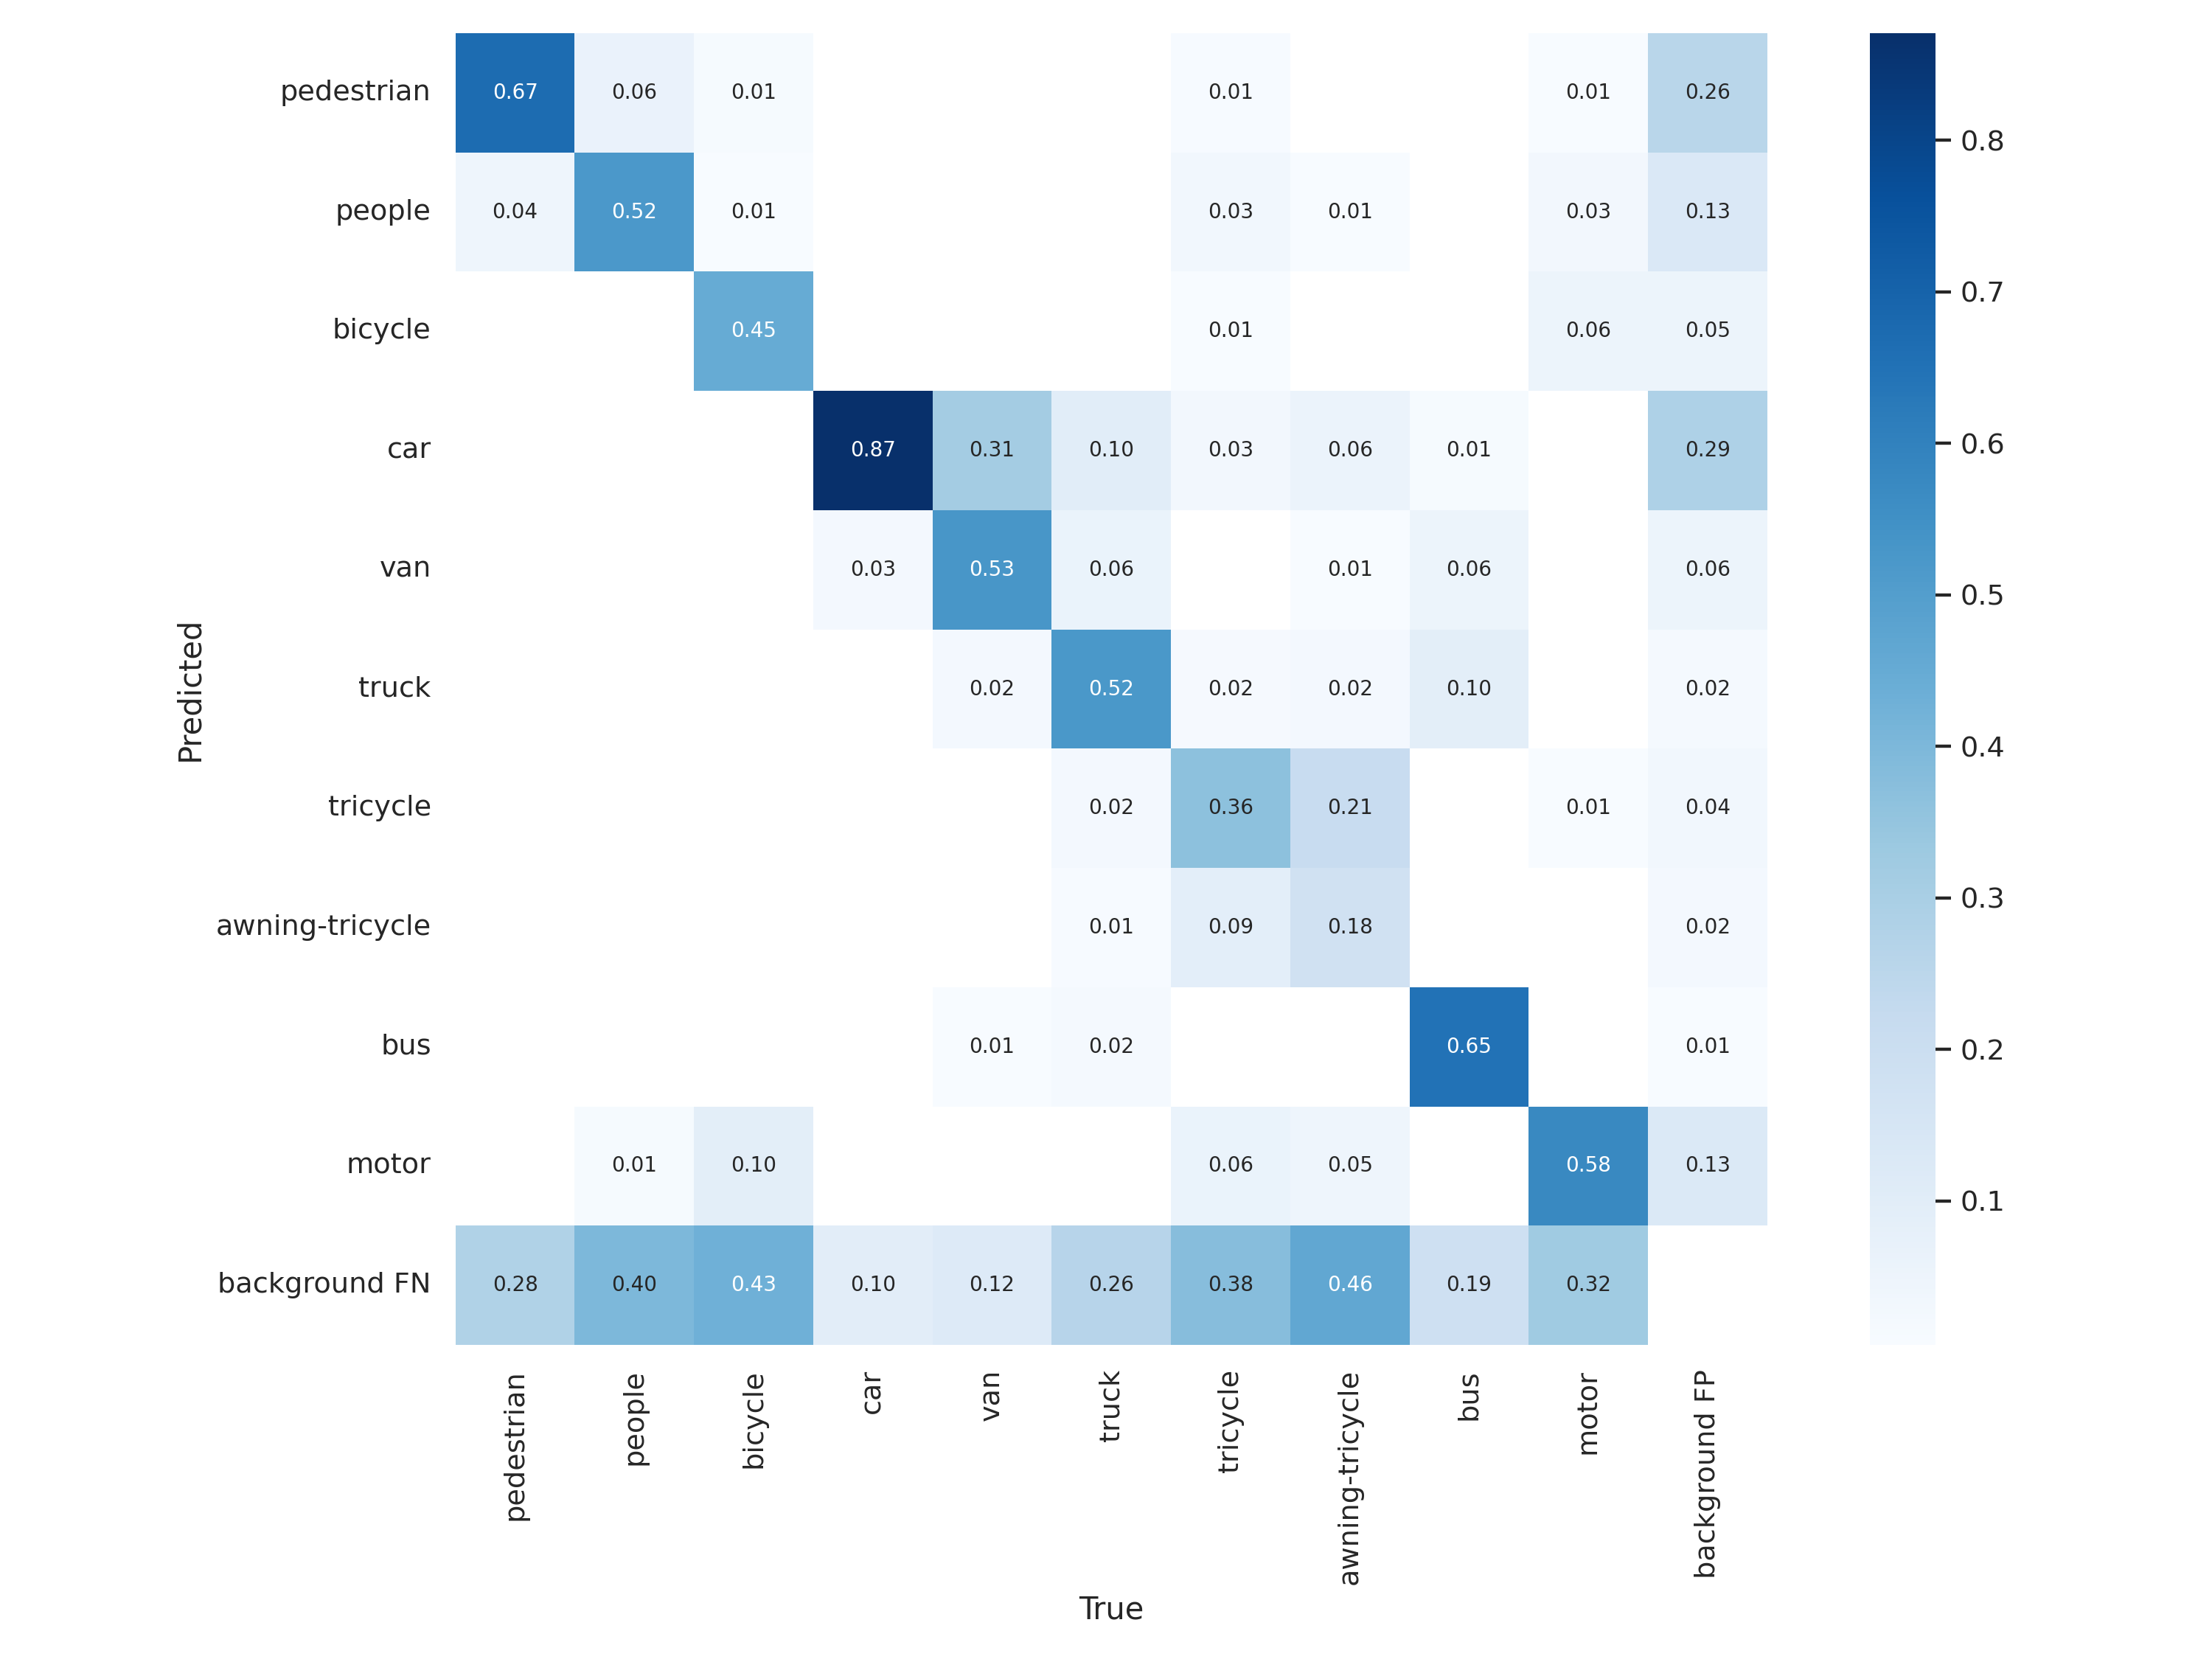 pedestrian 0.67 0.06 0.01 0.01 0.01 0.26
0.8
people 0.04 0.52 0.01 0.03 0.01 0.03 0.13
0.7
bicycle 0.45 0.01 0.06 0.05
0.6
car 0.87 0.31 0.10 0.03 0.06 0.01 0.29
van 0.03 0.53 0.06 0.01 0.06 0.06
0.5
Predicted
truck 0.02 0.52 0.02 0.02 0.10 0.02
0.4
tricycle 0.02 0.36 0.21 0.01 0.04
0.3
awning-tricycle 0.01 0.09 0.18 0.02
bus 0.01 0.02 0.65 0.01
0.2
motor 0.01 0.10 0.06 0.05 0.58 0.13
0.1
background FN 0.28 0.40 0.43 0.10 0.12 0.26 0.38 0.46 0.19 0.32
pedestrian
people
bicycle
car
van
truck
tricycle
awning-tricycle
bus
motor
background FP
True